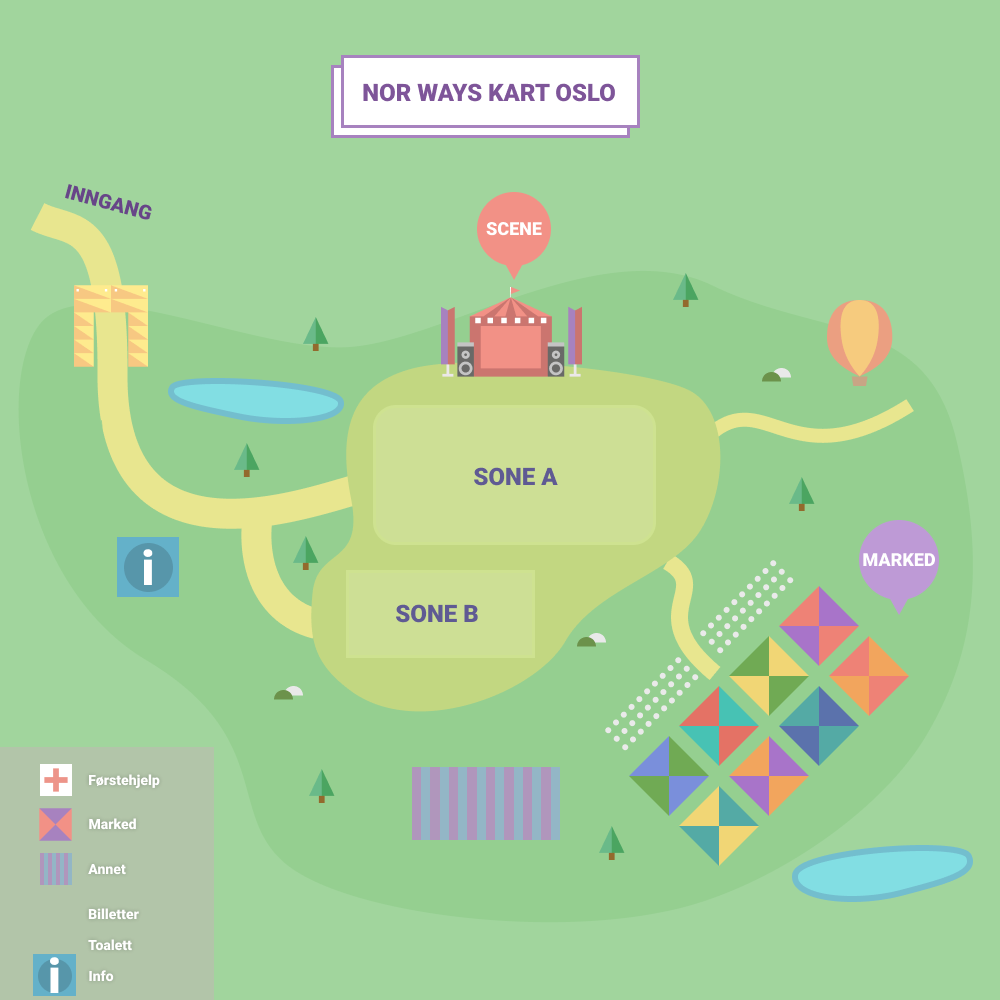 NOR WAYS KART OSLO
INNGANG
SCENE
SONE A
MARKED
SONE B
Førstehjelp
Marked
Annet
Billetter
Toalett
Info